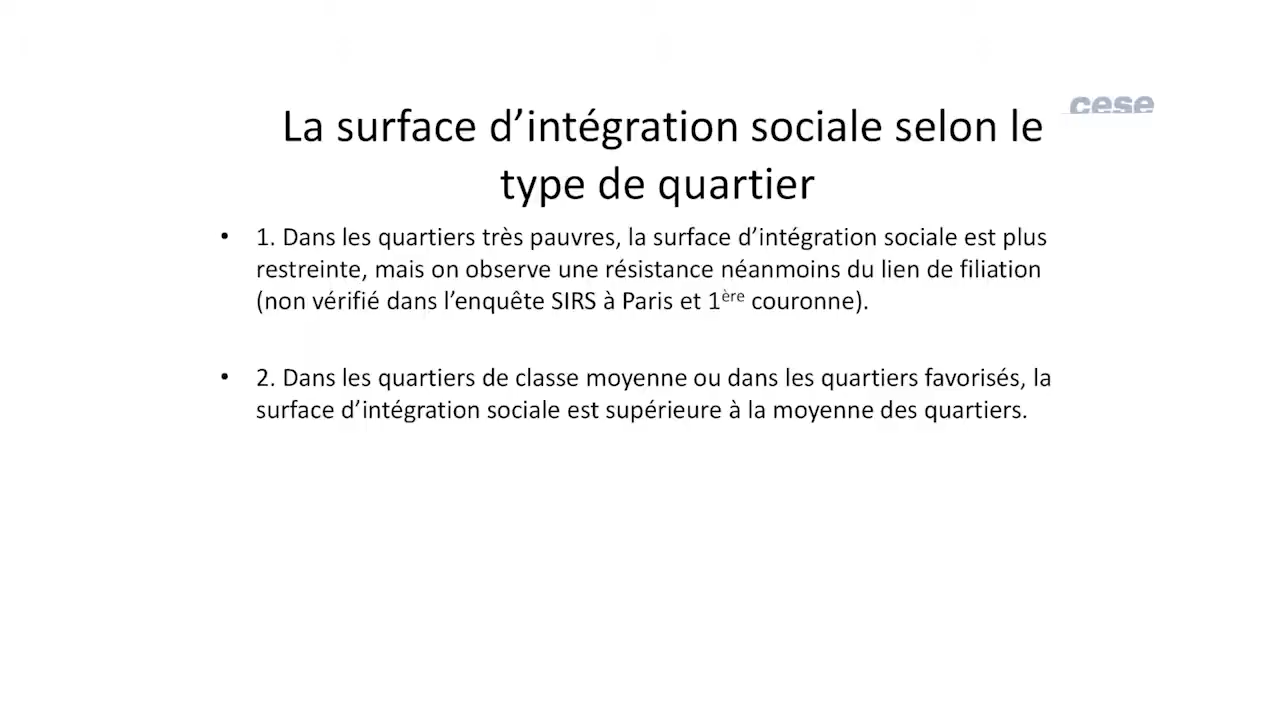 cese
La surface d’intégration sociale selon le
type de quartier
• 1. Dans les quartiers très pauvres, la surface d’intégration sociale est plus
restreinte, mais on observe une résistance néanmoins du lien de filiation
(non vérifié dans l’enquête SIRS à Paris et 1ère couronne).
• 2. Dans les quartiers de classe moyenne ou dans les quartiers favorisés, la
surface d’intégration sociale est supérieure à la moyenne des quartiers.